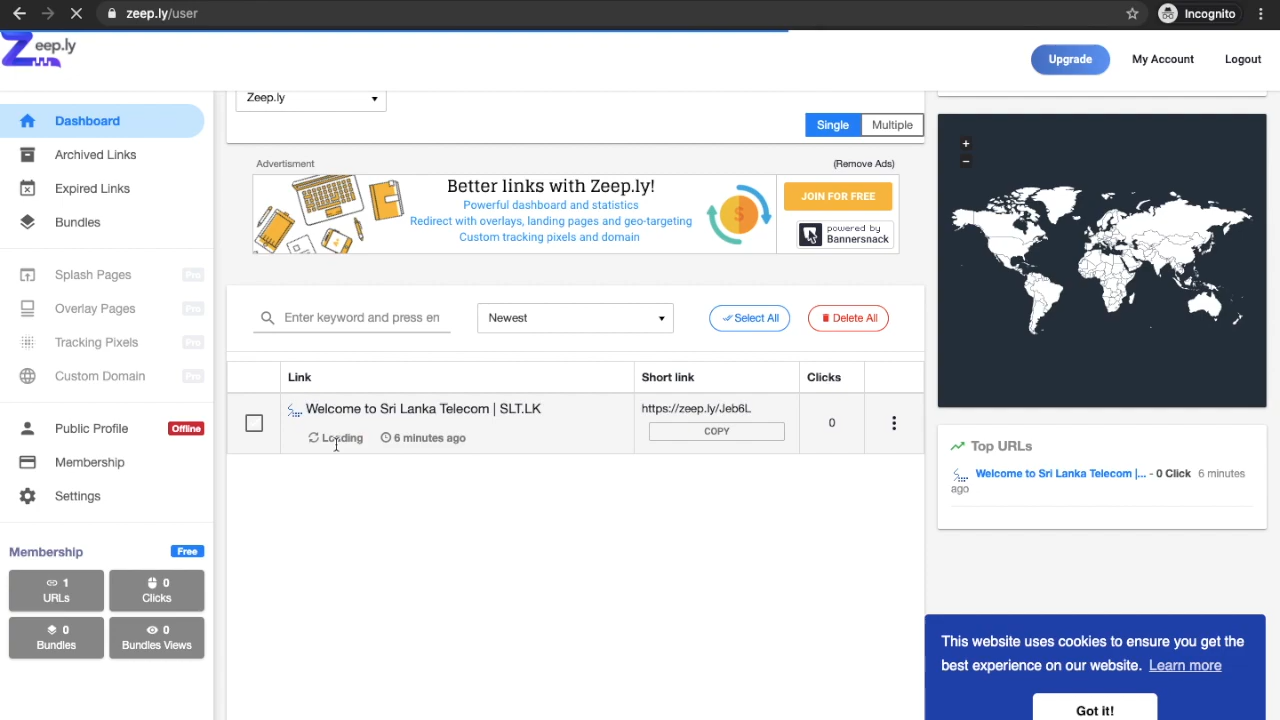 zeep.ly/user
Incognito
Zeep.ly
Upgrade
My Account
Logout
Dashboard
Archived Links
Expired Links
Bundles
Splash Pages Pro
Overlay Pages Pro
Tracking Pixels Pro
Custom Domain Pro
Public Profile Offline
Membership
Settings
Membership Free
1
URLs
0
Clicks
0
Bundles
0
Bundles Views
Zeep.ly
Single Multiple
Advertisment
(Remove Ads)
Better links with Zeep.ly!
Powerful dashboard and statistics
Redirect with overlays, landing pages and geo-targeting
Custom tracking pixels and domain
$
JOIN FOR FREE
powered by
Bannersnack
Enter keyword and press en
Newest
Select All
Delete All
Link Short link Clicks
Welcome to Sri Lanka Telecom | SLT.LK
Loading 6 minutes ago
https://zeep.ly/Jeb6L
COPY
0
+
−
Top URLs
Welcome to Sri Lanka Telecom |... - 0 Click 6 minutes
ago
This website uses cookies to ensure you get the
best experience on our website. Learn more
Got it!